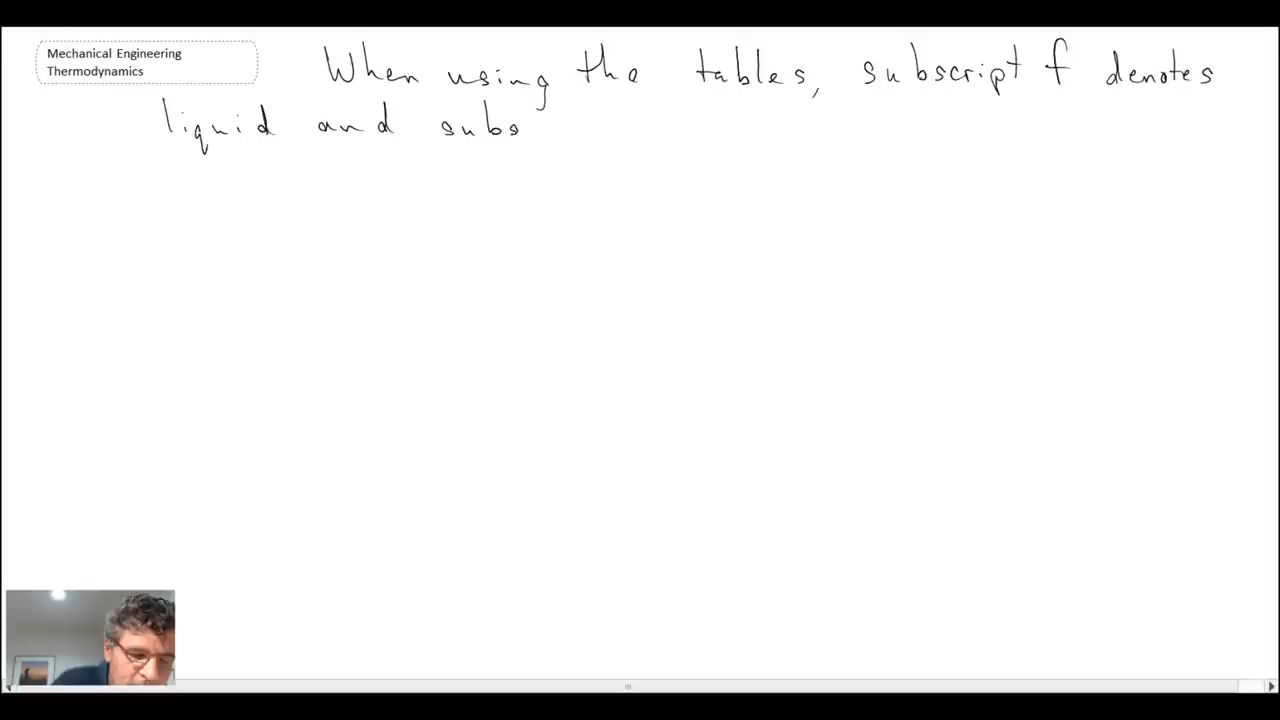 Mechanical Engineering
Thermodynamics
When using the tables, subscript f denotes
liquid and subs